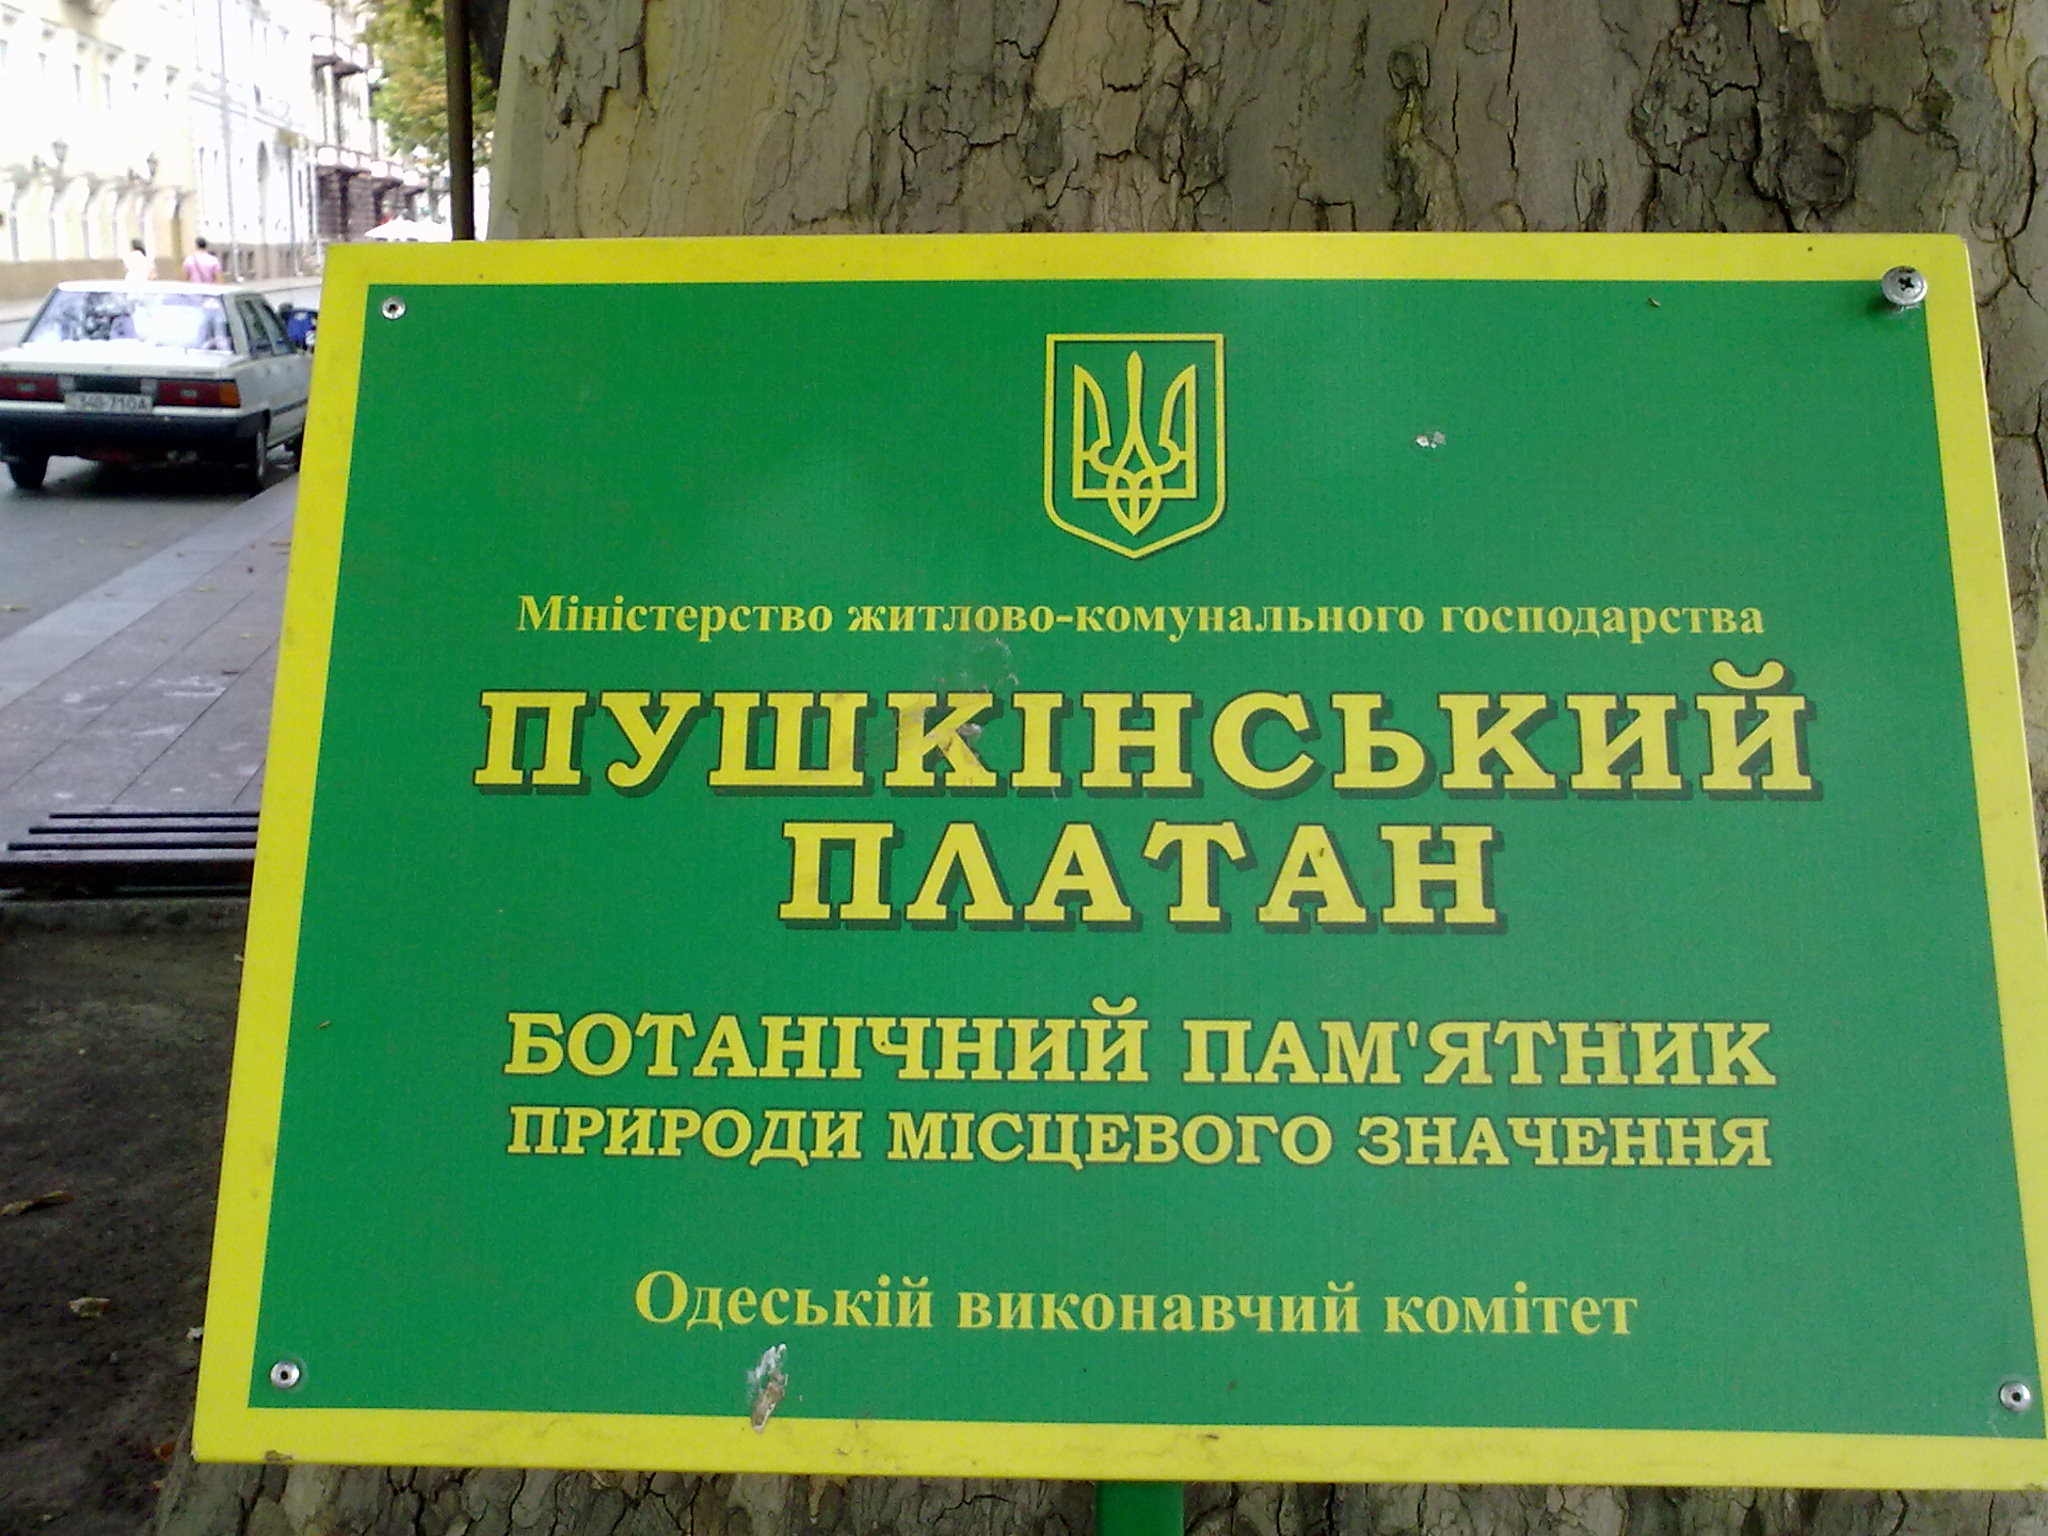 Міністерство житлово-комунального господарства
ПУШКІНСЬКИЙ
ПЛАТАН
БОТАНІЧНИЙ ПАМ'ЯТНИК
ПРИРОДИ МІСЦЕВОГО ЗНАЧЕННЯ
Одеській виконавчий комітет